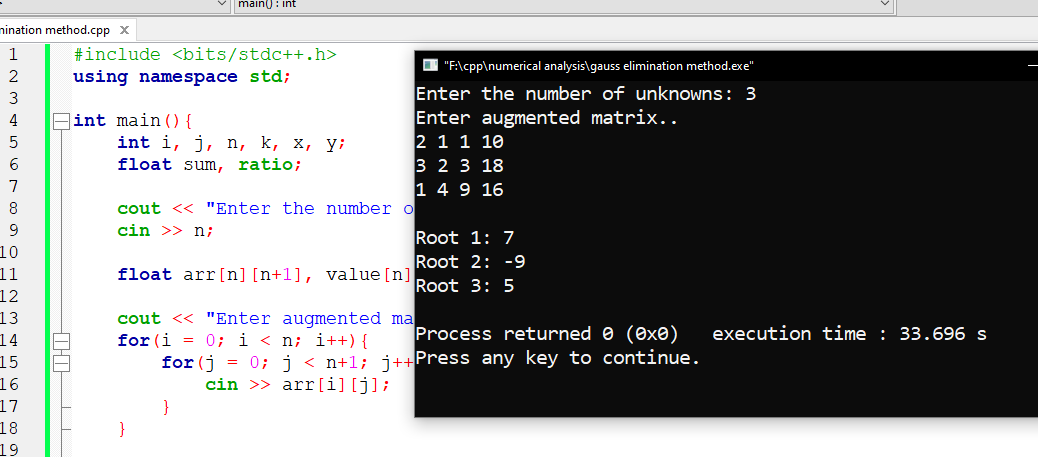 main() : int
mination method.cpp
1 #include <bits/stdc++.h>
2 using namespace std;
3
4 int main(){
5 int i, j, n, k, x, y;
6 float sum, ratio;
7
8 cout << "Enter the number o
9 cin >> n;
10
11 float arr[n][n+1], value[n]
12
13 cout << "Enter augmented ma
14 for(i = 0; i < n; i++){
15 for(j = 0; j < n+1; j++
16 cin >> arr[i][j];
17 }
18 }
19
"F:\cpp\numerical analysis\gauss elimination method.exe"
Enter the number of unknowns: 3
Enter augmented matrix..
2 1 1 10
3 2 3 18
1 4 9 16
Root 1: 7
Root 2: -9
Root 3: 5
Process returned 0 (0x0) execution time : 33.696 s
Press any key to continue.